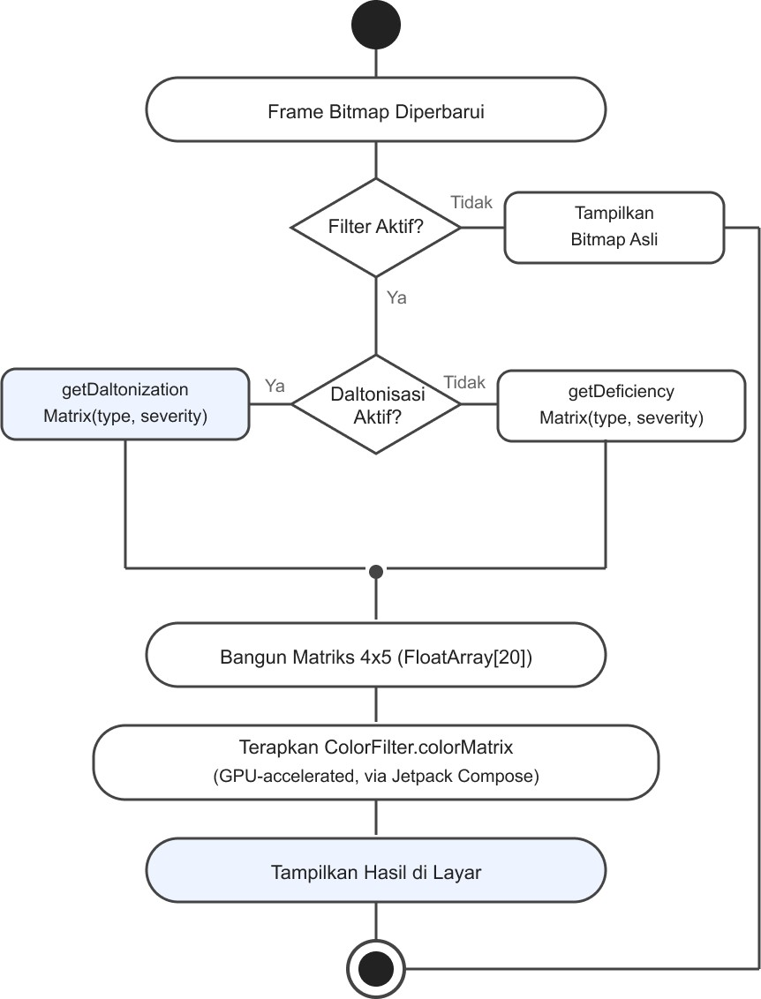 Frame Bitmap Diperbarui
Filter Aktif?
Tidak
Tampilkan
Bitmap Asli
Ya
getDaltonization
Matrix(type, severity)
Ya
Daltonisasi
Aktif?
Tidak
getDeficiency
Matrix(type, severity)
Bangun Matriks 4x5 (FloatArray[20])
Terapkan ColorFilter.colorMatrix
(GPU-accelerated, via Jetpack Compose)
Tampilkan Hasil di Layar